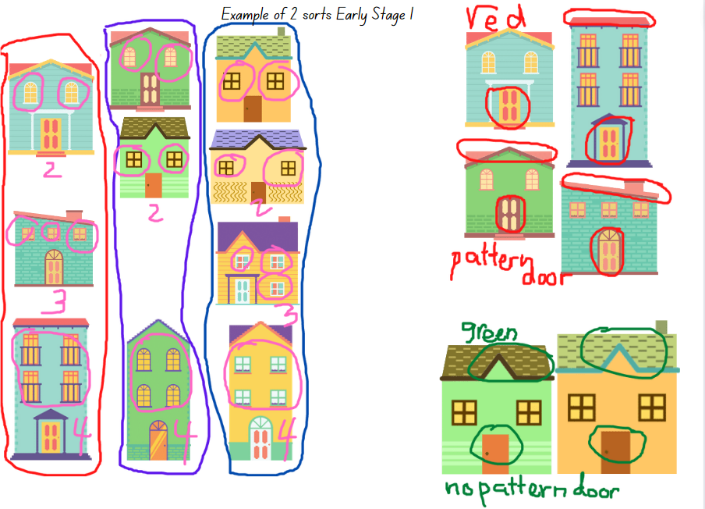 Example of 2 sorts Early Stage 1
red
2
2
2
3
3
4
4
4
pattern
door
green
no pattern door